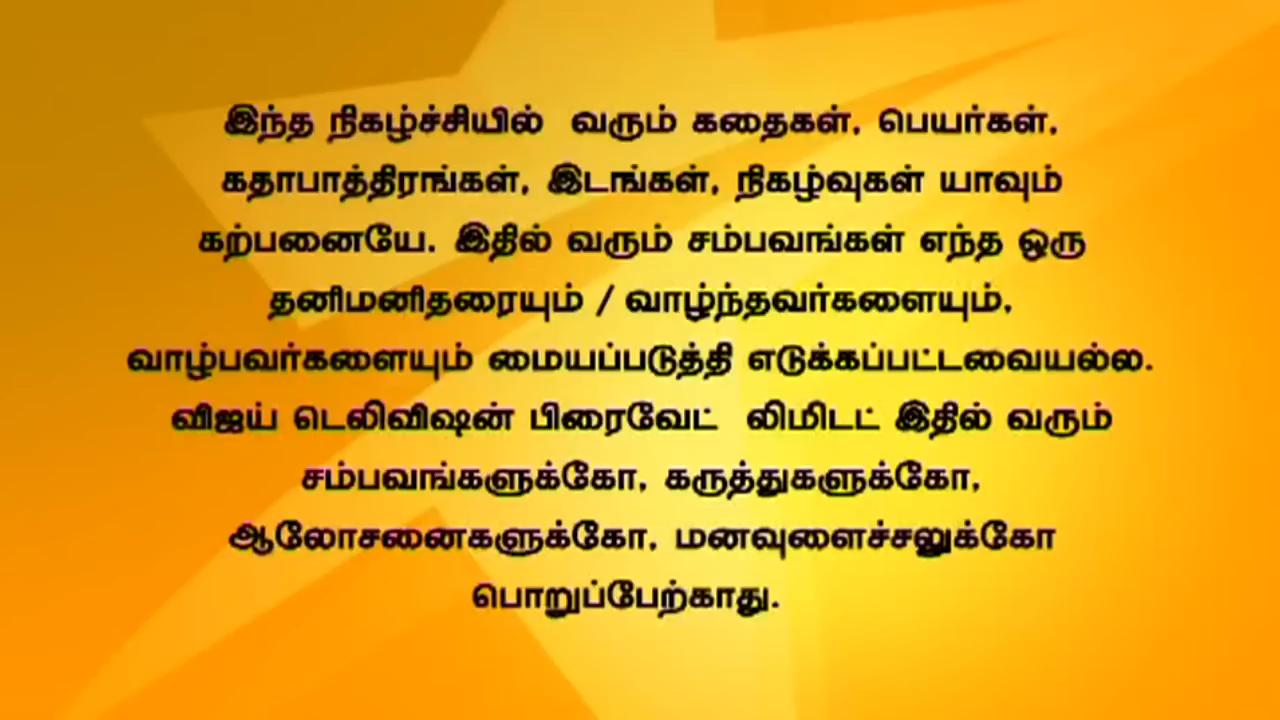 இந்த நிகழ்ச்சியில் வரும் கதைகள், பெயர்கள்,
கதாபாத்திரங்கள், இடங்கள், நிகழ்வுகள் யாவும்
கற்பனையே. இதில் வரும் சம்பவங்கள் எந்த ஒரு
தனிமனிதரையும் / வாழ்ந்தவர்களையும்,
வாழ்பவர்களையும் மையப்படுத்தி எடுக்கப்பட்டவையல்ல.
விஜய் டெலிவிஷன் பிரைவேட் லிமிடட் இதில் வரும்
சம்பவங்களுக்கோ, கருத்துகளுக்கோ,
ஆலோசனைகளுக்கோ, மனவுளைச்சலுக்கோ
பொறுப்பேற்காது.